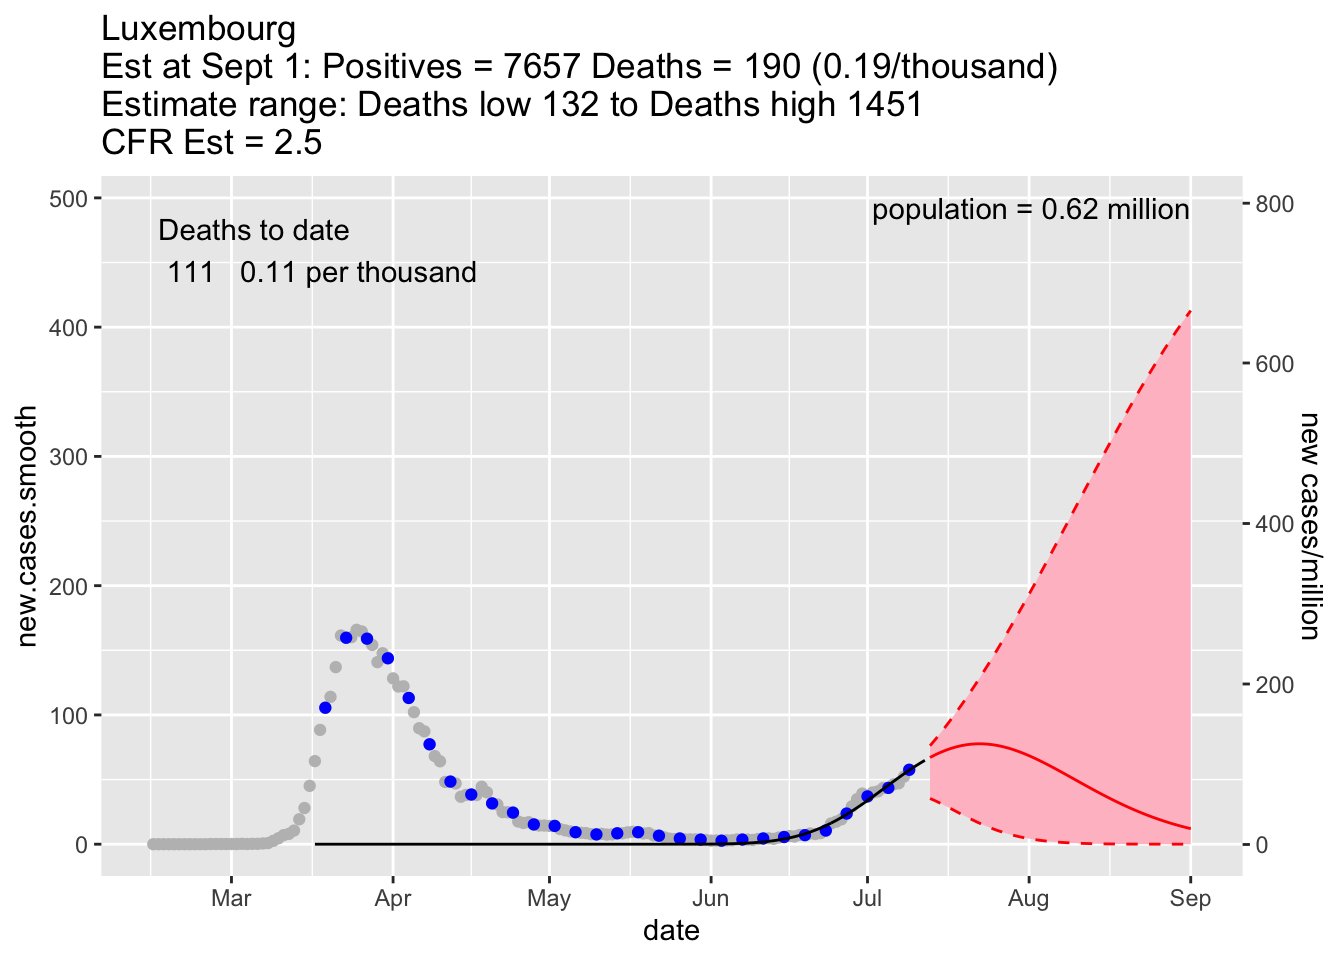 Luxembourg
Est at Sept 1: Positives = 7657 Deaths = 190 (0.19/thousand)
Estimate range: Deaths low 132 to Deaths high 1451
CFR Est = 2.5
Deaths to date
111 0.11 per thousand
population = 0.62 million
new.cases.smooth
500
400
300
200
100
0
800
600
400
200
0
new cases/million
Mar Apr May Jun Jul Aug Sep
date